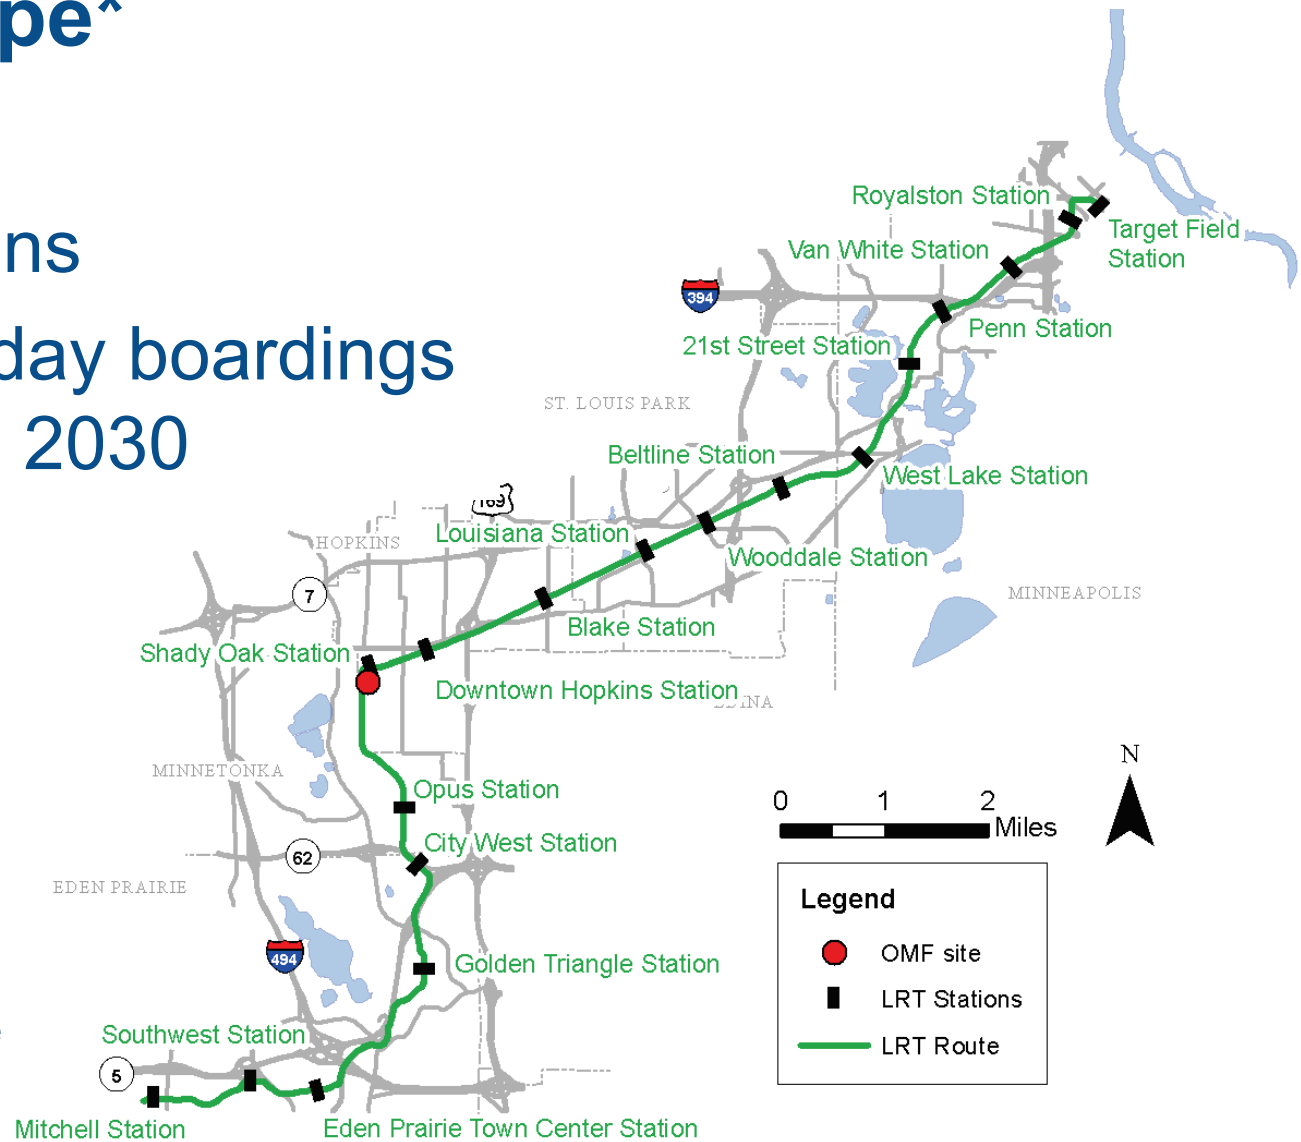 pe*
ns
day boardings
2030
Royalston Station
Target Field
Station
Van White Station
394
Penn Station
21st Street Station
ST. LOUIS PARK
Beltline Station
West Lake Station
169
Louisiana Station
Wooddale Station
HOPKINS
7
MINNEAPOLIS
Blake Station
Shady Oak Station
Downtown Hopkins Station
EDINA
MINNETONKA
N
Opus Station
0 1 2
Miles
City West Station
62
EDEN PRAIRIE
Legend
OMF site
LRT Stations
LRT Route
494
Golden Triangle Station
Southwest Station
5
Mitchell Station
Eden Prairie Town Center Station